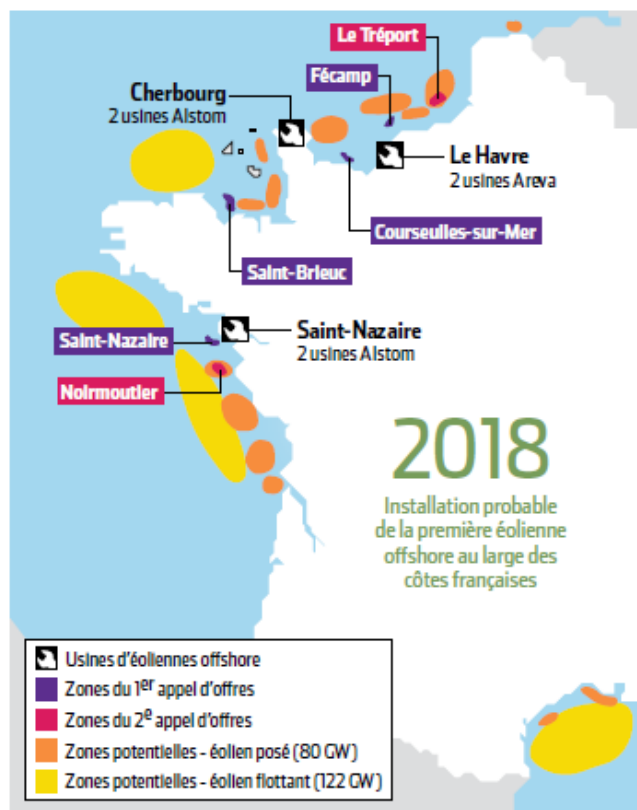 Le Tréport
Fécamp
Cherbourg
2 usines Alstom
Le Havre
2 usines Areva
Courseulles-sur-Mer
Saint-Brieuc
Saint-Nazaire
Saint-Nazaire
2 usines Alstom
Noirmoutier
2018
Installation probable
de la première éolienne
offshore au large des
côtes françaises
Usines d'éoliennes offshore
Zones du 1er appel d'offres
Zones du 2e appel d'offres
Zones potentielles - éolien posé (80 GW)
Zones potentielles - éolien flottant (122 GW)